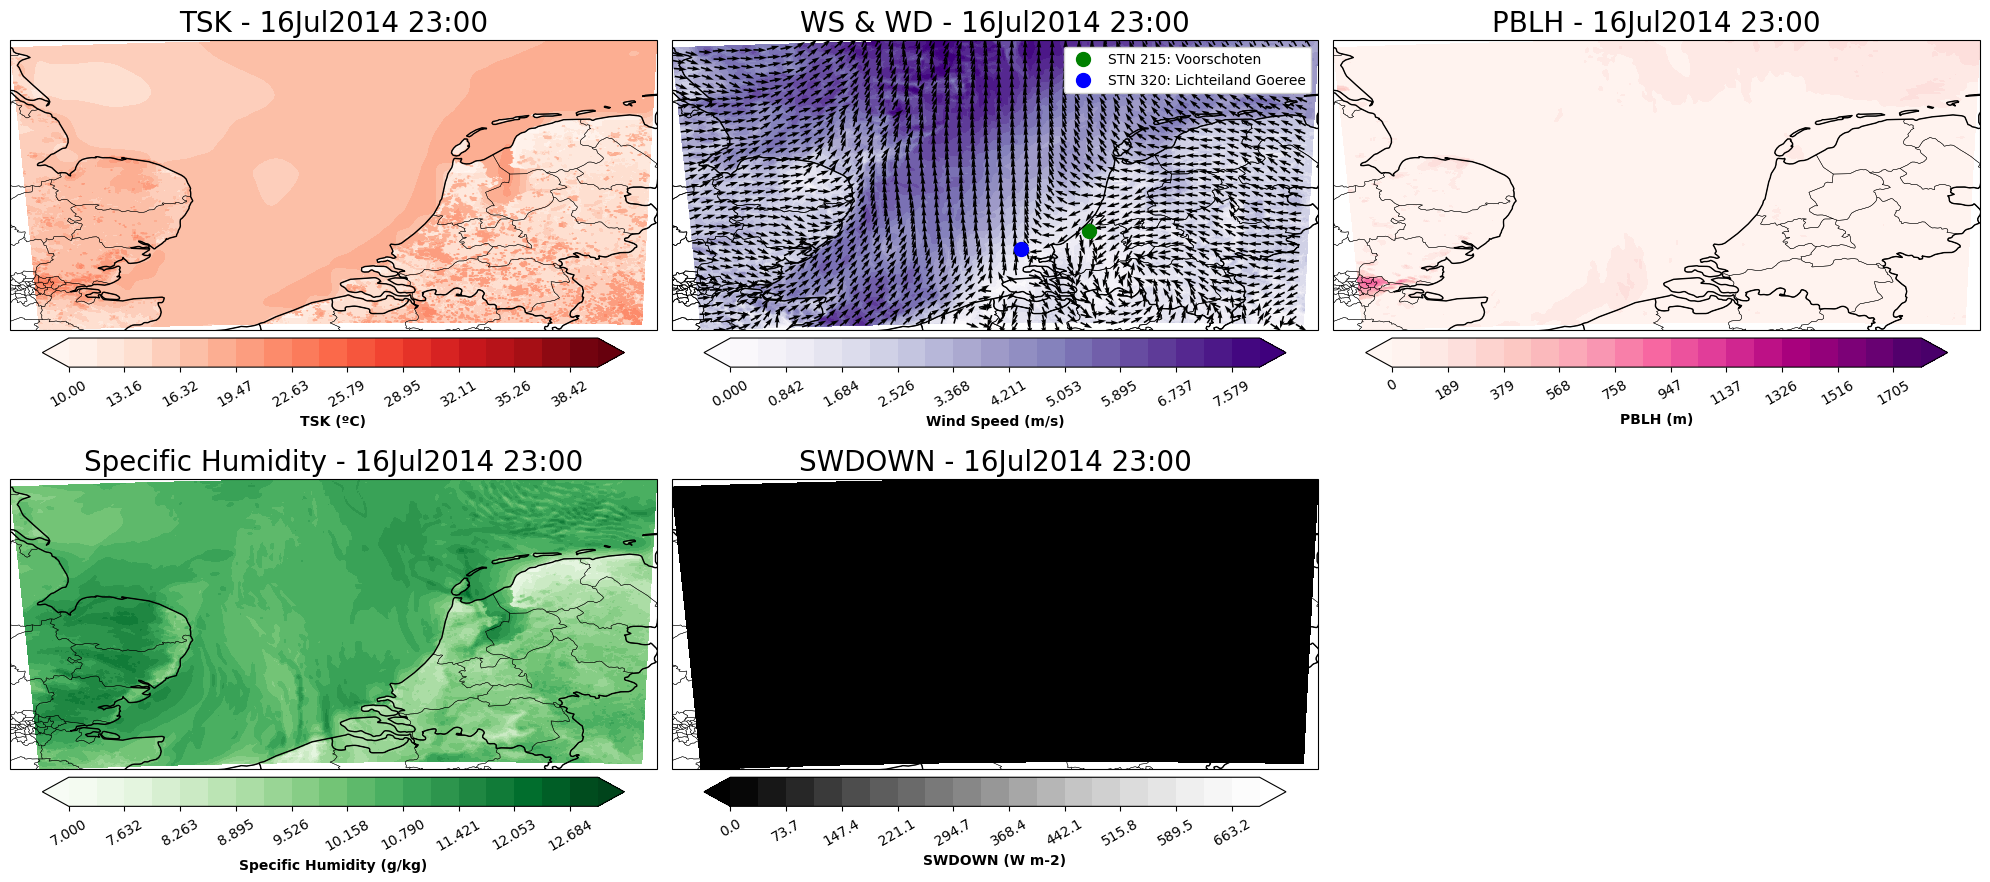 TSK - 16Jul2014 23:00
WS & WD - 16Jul2014 23:00
PBLH - 16Jul2014 23:00
STN 215: Voorschoten
STN 320: Lichteiland Goeree
10.00 13.16 16.32 19.47 22.63 25.79 28.95 32.11 35.26 38.42
TSK (ºC)
0.000 0.842 1.684 2.526 3.368 4.211 5.053 5.895 6.737 7.579
Wind Speed (m/s)
0 189 379 568 758 947 1137 1326 1516 1705
PBLH (m)
Specific Humidity - 16Jul2014 23:00
SWDOWN - 16Jul2014 23:00
7.000 7.632 8.263 8.895 9.526 10.158 10.790 11.421 12.053 12.684
Specific Humidity (g/kg)
0.0 73.7 147.4 221.1 294.7 368.4 442.1 515.8 589.5 663.2
SWDOWN (W m-2)